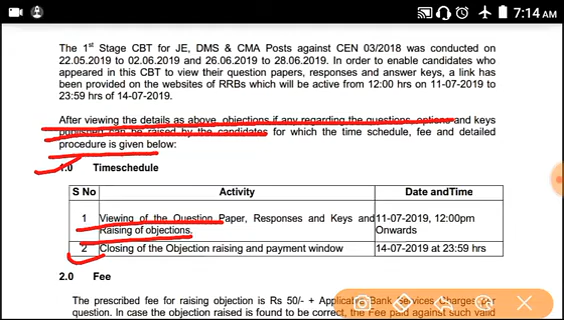 7:14 AM
The 1st Stage CBT for JE, DMS & CMA Posts against CEN 03/2018 was conducted on
22.05.2019 to 02.06.2019 and 26.06.2019 to 28.06.2019. In order to enable candidates who
appeared in this CBT to view their question papers, responses and answer keys, a link has
been provided on the websites of RRBs which will be active from 12:00 hrs on 11-07-2019 to
23:59 hrs of 14-07-2019.
After viewing the details as above, objections if any regarding the questions, options and keys
published can be raised by the candidates for which the time schedule, fee and detailed
procedure is given below:
1.0 Timeschedule
S No Activity Date andTime
1 Viewing of the Question Paper, Responses and Keys and 11-07-2019, 12:00pm
Raising of objections. Onwards
2 Closing of the Objection raising and payment window 14-07-2019 at 23:59 hrs
2.0 Fee
The prescribed fee for raising objection is Rs 50/- + Applicable Bank Services Charges per
question. In case the objection raised is found to be correct, the Fee paid against such valid